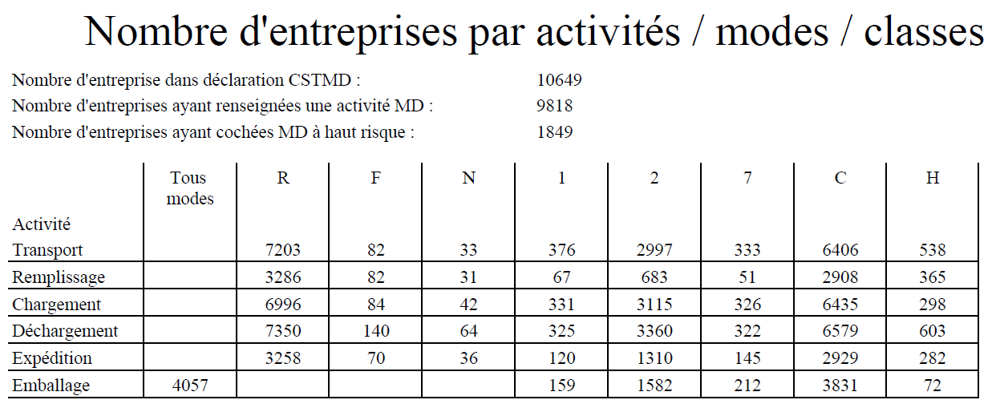 Nombre d'entreprises par activités / modes / classes
Nombre d'entreprise dans déclaration CSTMD : 10649
Nombre d'entreprises ayant renseignées une activité MD : 9818
Nombre d'entreprises ayant cochées MD à haut risque : 1849
Tous modes R F N 1 2 7 C H
Activité
Transport 7203 82 33 376 2997 333 6406 538
Remplissage 3286 82 31 67 683 51 2908 365
Chargement 6996 84 42 331 3115 326 6435 298
Déchargement 7350 140 64 325 3360 322 6579 603
Expédition 3258 70 36 120 1310 145 2929 282
Emballage 4057 159 1582 212 3831 72